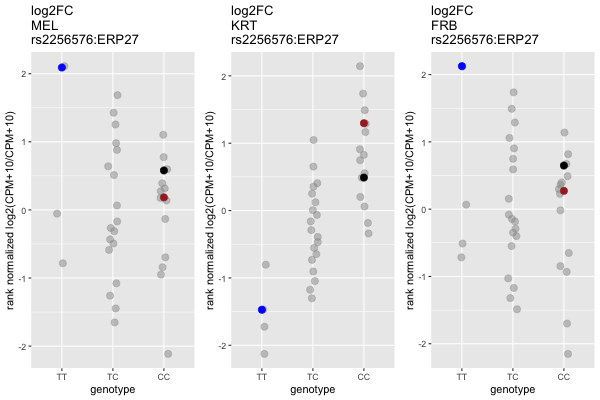 log2FC
MEL
rs2256576:ERP27
rank normalized log2(CPM+10/CPM+10)
2
1
0
-1
-2
TT
TC
CC
genotype
log2FC
KRT
rs2256576:ERP27
rank normalized log2(CPM+10/CPM+10)
2
1
0
-1
-2
TT
TC
CC
genotype
log2FC
FRB
rs2256576:ERP27
rank normalized log2(CPM+10/CPM+10)
2
1
0
-1
-2
TT
TC
CC
genotype